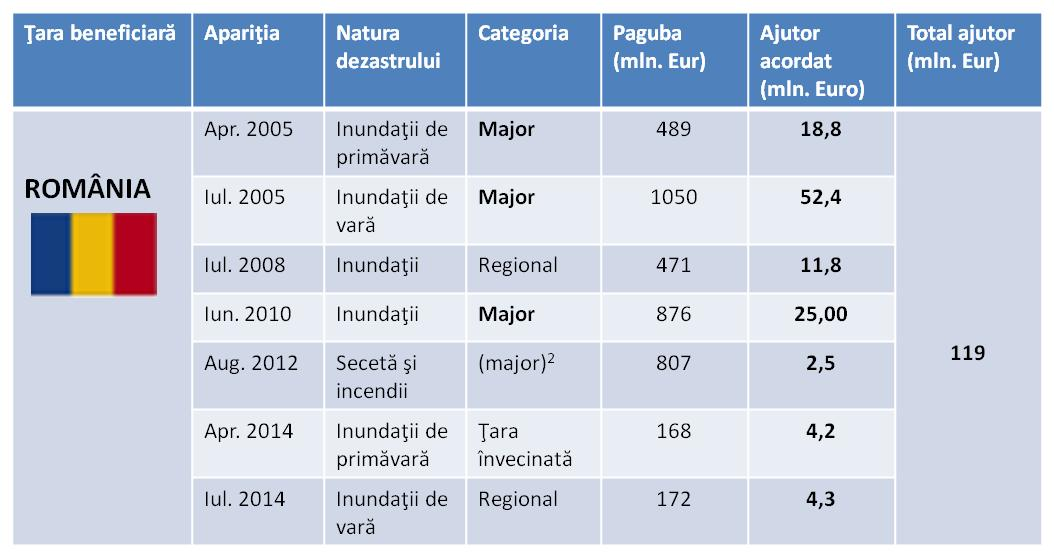 Ţara beneficiară
Apariţia
Natura
dezastrului
Categoria
Paguba
(mln. Eur)
Ajutor
acordat
(mln. Euro)
Total ajutor
(mln. Eur)
ROMÂNIA
Apr. 2005
Inundaţii de
primăvară
Major
489
18,8
Iul. 2005
Inundaţii de
vară
Major
1050
52,4
Iul. 2008
Inundaţii
Regional
471
11,8
Iun. 2010
Inundaţii
Major
876
25,00
119
Aug. 2012
Secetă şi
incendii
(major)²
807
2,5
Apr. 2014
Inundaţii de
primăvară
Ţara
învecinată
168
4,2
Iul. 2014
Inundaţii de
vară
Regional
172
4,3